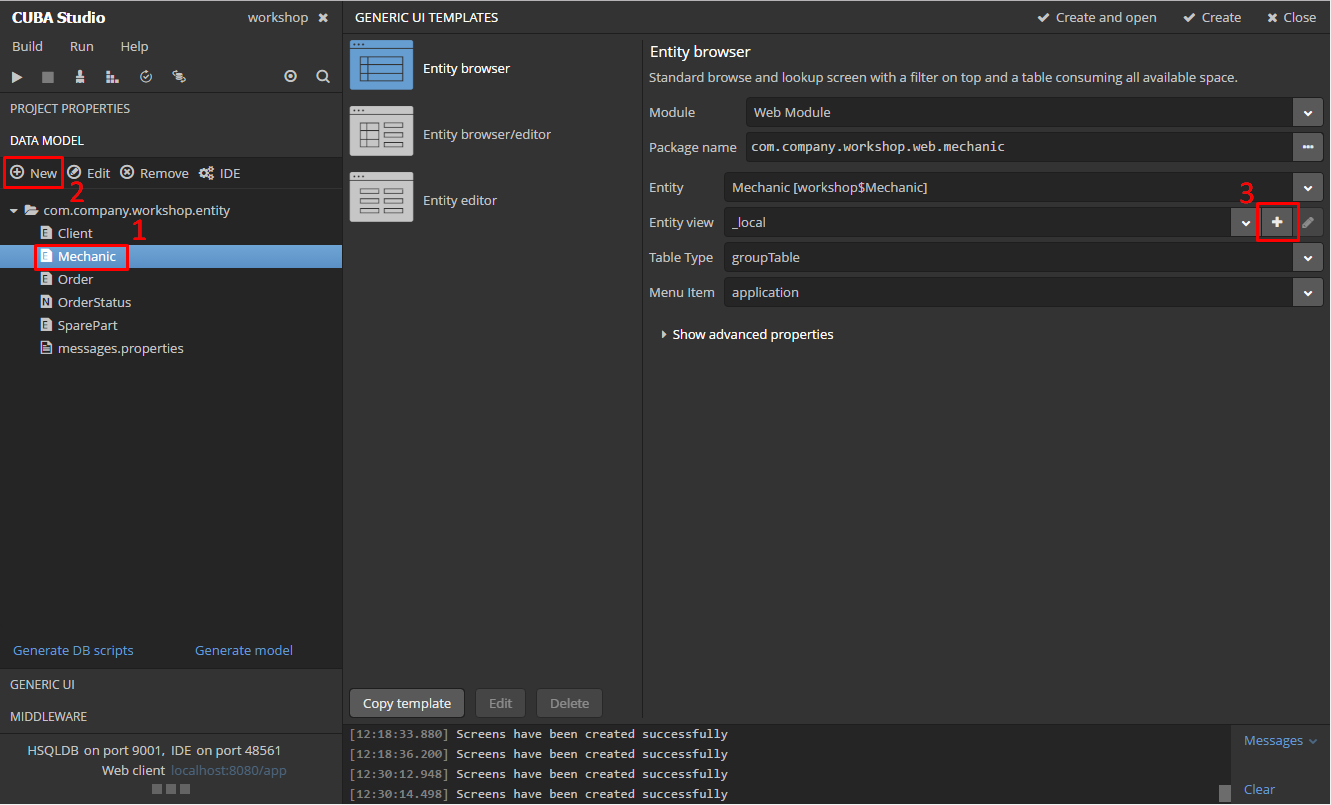 CUBA Studio
workshop
Build Run Help
PROJECT PROPERTIES
DATA MODEL
New Edit Remove IDE
2
com.company.workshop.entity
Client
1
E Mechanic
E Order
N OrderStatus
E SparePart
messages.properties
Generate DB scripts Generate model
GENERIC UI
MIDDLEWARE
HSQLDB on port 9001, IDE on port 48561
Web client localhost:8080/app
GENERIC UI TEMPLATES
Create and open Create Close
Entity browser
Entity browser/editor
Entity editor
Copy template Edit Delete
Entity browser
Standard browse and lookup screen with a filter on top and a table consuming all available space.
Module Web Module
Package name com.company.workshop.web.mechanic
Entity Mechanic [workshop$Mechanic]
3
Entity view _local
Table Type groupTable
Menu Item application
Show advanced properties
[12:18:33.880] Screens have been created successfully
[12:18:36.200] Screens have been created successfully
[12:30:12.948] Screens have been created successfully
[12:30:14.498] Screens have been created successfully
Messages
Clear